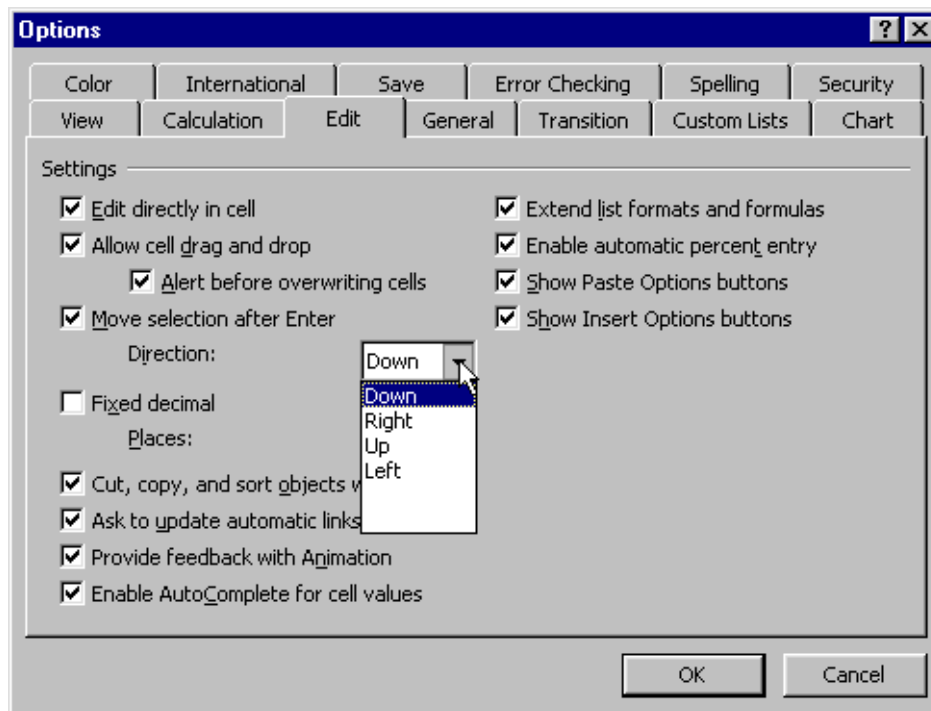 Options
Color International Save Error Checking Spelling Security
View Calculation Edit General Transition Custom Lists Chart
Settings
Edit directly in cell
Allow cell drag and drop
Alert before overwriting cells
Move selection after Enter
Direction:
Down
Down
Right
Up
Left
Fixed decimal
Places:
Cut, copy, and sort objects
Ask to update automatic links
Provide feedback with Animation
Enable AutoComplete for cell values
Extend list formats and formulas
Enable automatic percent entry
Show Paste Options buttons
Show Insert Options buttons
OK Cancel